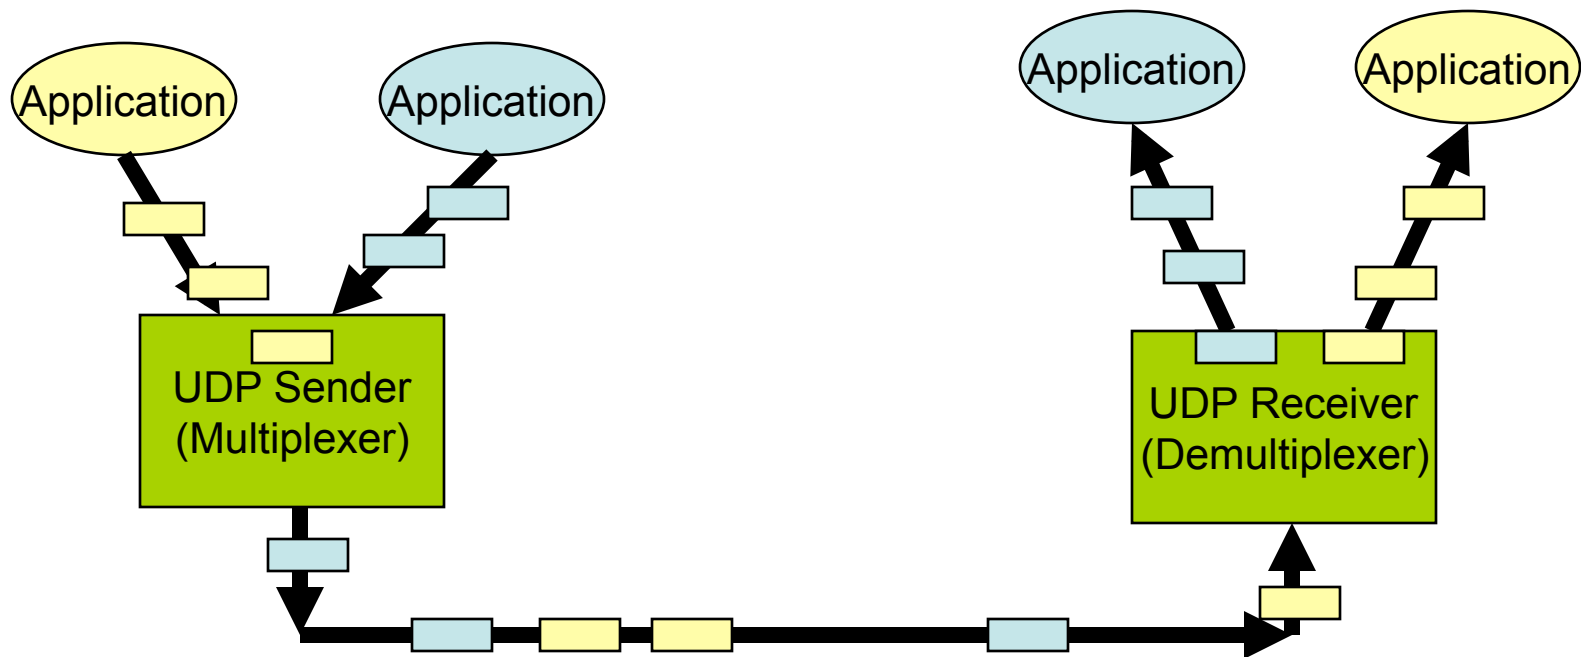 Application
Application
Application
Application
UDP Sender
(Multiplexer)
UDP Receiver
(Demultiplexer)